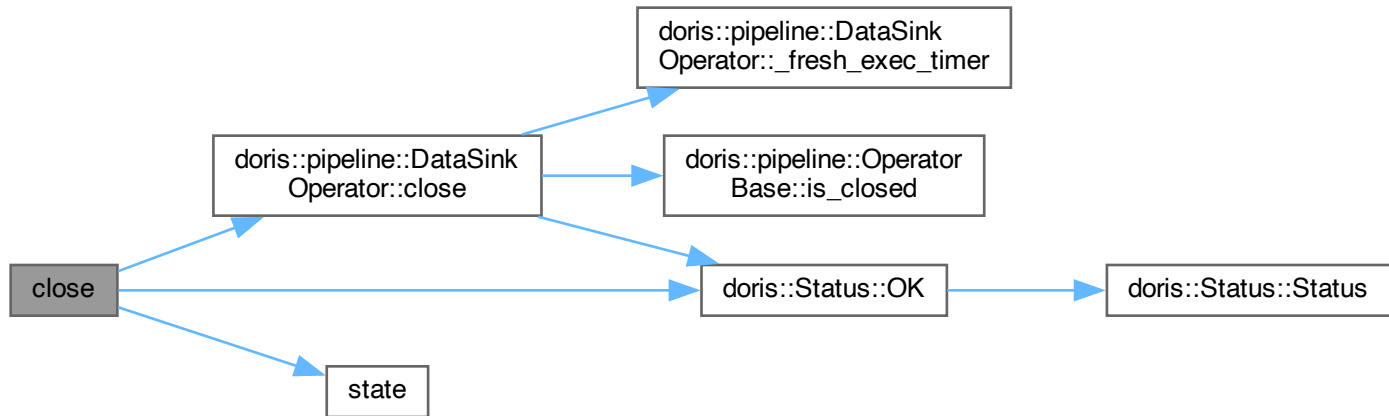 doris::pipeline::DataSink
Operator::_fresh_exec_timer
doris::pipeline::DataSink
Operator::close
doris::pipeline::Operator
Base::is_closed
close
doris::Status::OK
doris::Status::Status
state